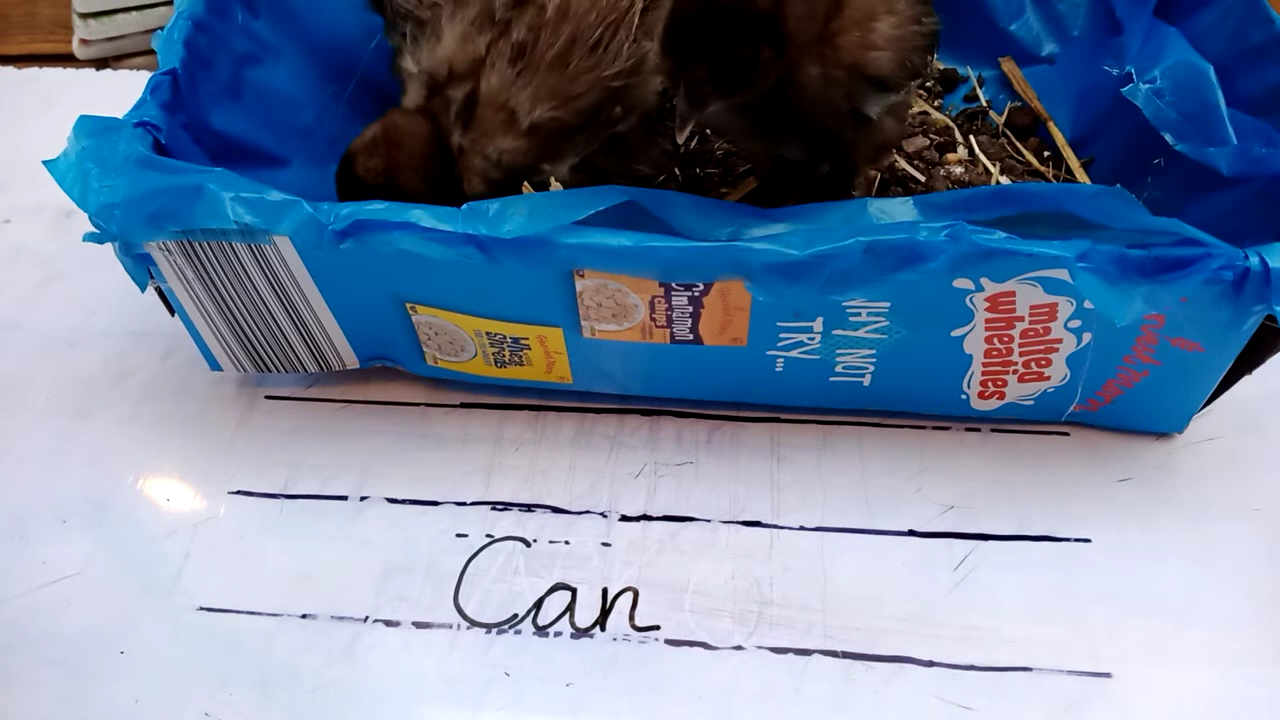 malted
wheaties
WHY NOT
TRY...
Cinnamon
chips
Wheat
Shreds
Can